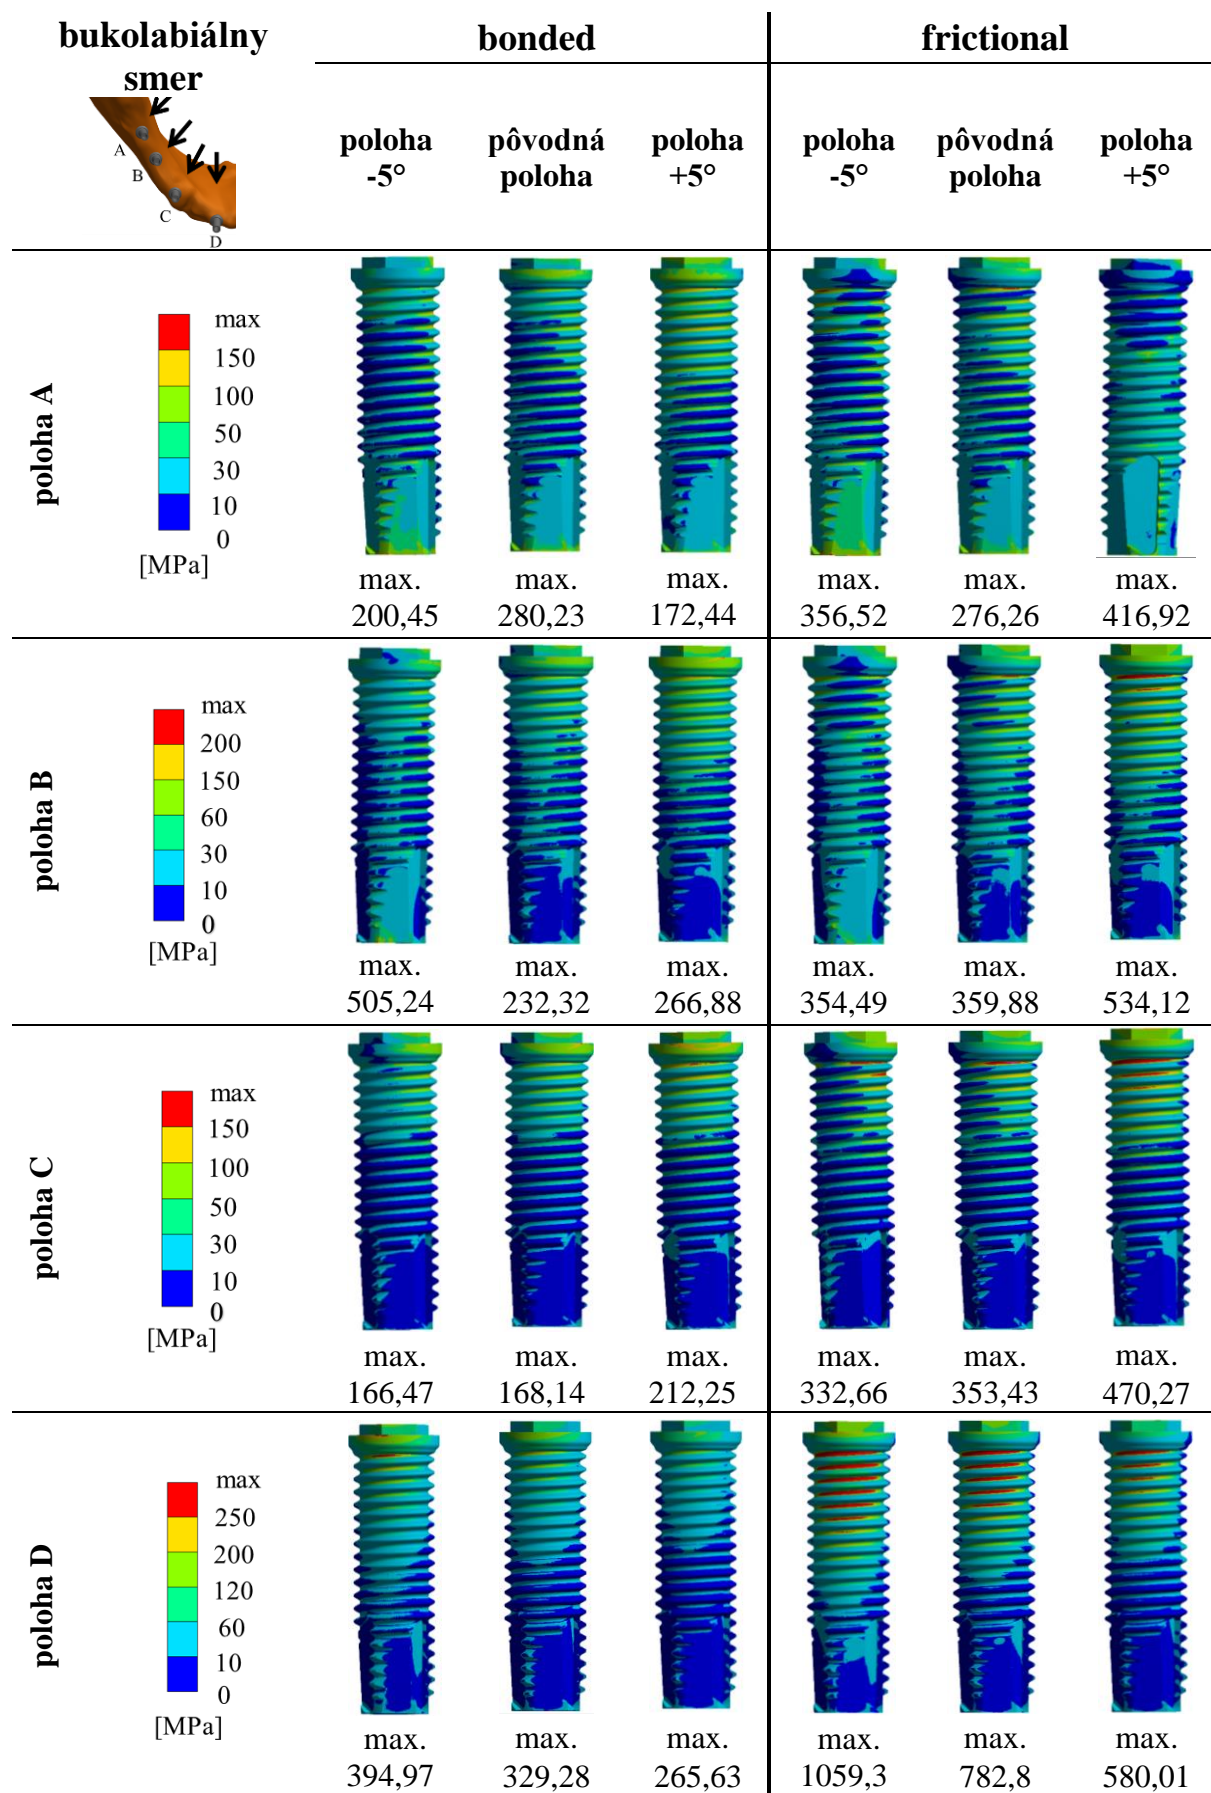 bukolabiálny
smer
bonded
frictional
A
B
C
D
poloha
-5°
pôvodná
poloha
poloha
+5°
poloha
-5°
pôvodná
poloha
poloha
+5°
poloha A
max
150
100
50
30
10
0
[MPa]
max.
200,45
max.
280,23
max.
172,44
max.
356,52
max.
276,26
max.
416,92
poloha B
max
200
150
60
30
10
0
[MPa]
max.
505,24
max.
232,32
max.
266,88
max.
354,49
max.
359,88
max.
534,12
poloha C
max
150
100
50
30
10
0
[MPa]
max.
166,47
max.
168,14
max.
212,25
max.
332,66
max.
353,43
max.
470,27
poloha D
max
250
200
120
60
10
0
[MPa]
max.
394,97
max.
329,28
max.
265,63
max.
1059,3
max.
782,8
max.
580,01